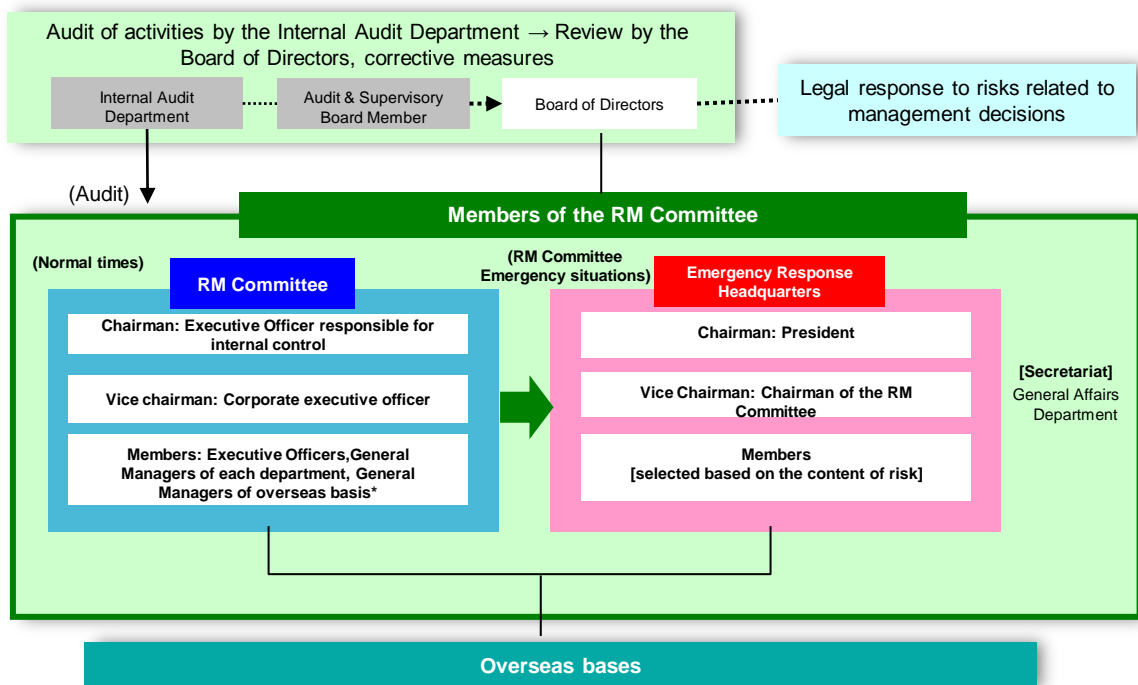 Audit of activities by the Internal Audit Department → Review by the
Board of Directors, corrective measures
Internal Audit
Department
Audit & Supervisory
Board Member
Board of Directors
Legal response to risks related to
management decisions
(Audit)
Members of the RM Committee
(Normal times)
RM Committee
(RM Committee
Emergency situations)
Emergency Response
Headquarters
Chairman: Executive Officer responsible for
internal control
Vice chairman: Corporate executive officer
Members: Executive Officers,General
Managers of each department, General
Managers of overseas basis*
Chairman: President
Vice Chairman: Chairman of the RM
Committee
Members
[selected based on the content of risk]
[Secretariat]
General Affairs
Department
Overseas bases